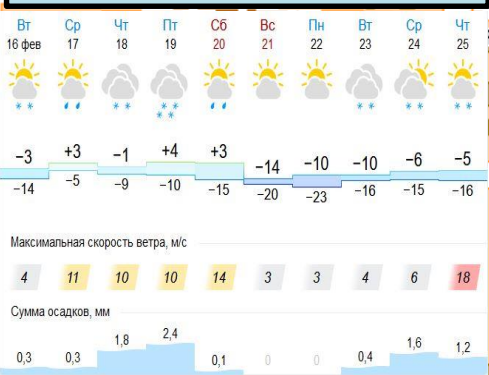 Вт Ср Чт Пт Сб Вс Пн Вт Ср Чт
16 фев 17 18 19 20 21 22 23 24 25
−3 +3 −1 +4 +3 −14 −10 −10 −6 −5
−14 −5 −9 −10 −15 −20 −23 −16 −15 −16
Максимальная скорость ветра, м/с
4 11 10 10 14 3 3 4 6 18
Сумма осадков, мм
0,3 0,3 1,8 2,4 0,1 0 0 0,4 1,6 1,2